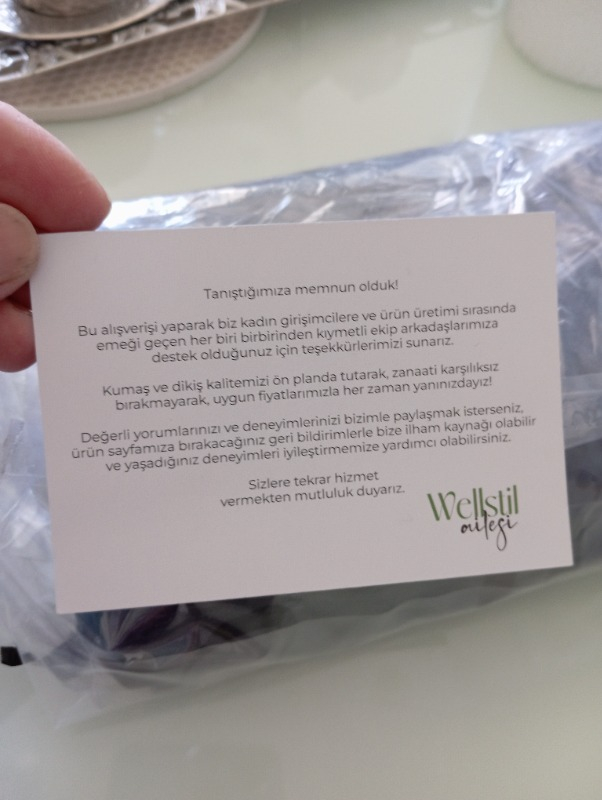 Tanıştığımıza memnun olduk!
Bu alışverişi yaparak biz kadın girişimcilere ve ürün üretimi sırasında
emeği geçen her biri birbirinden kıymetli ekip arkadaşlarımıza
destek olduğunuz için teşekkürlerimizi sunarız.
Kumaş ve dikiş kalitemizi ön planda tutarak, zanaati karşılıksız
bırakmayarak, uygun fiyatlarımızla her zaman yanınızdayız!
Değerli yorumlarınızı ve deneyimlerinizi bizimle paylaşmak isterseniz,
ürün sayfamıza bırakacağınız geri bildirimlerle bize ilham kaynağı olabilir
ve yaşadığınız deneyimleri iyileştirmemize yardımcı olabilirsiniz.
Sizlere tekrar hizmet
vermekten mutluluk duyarız.
Wellstil
ailesi